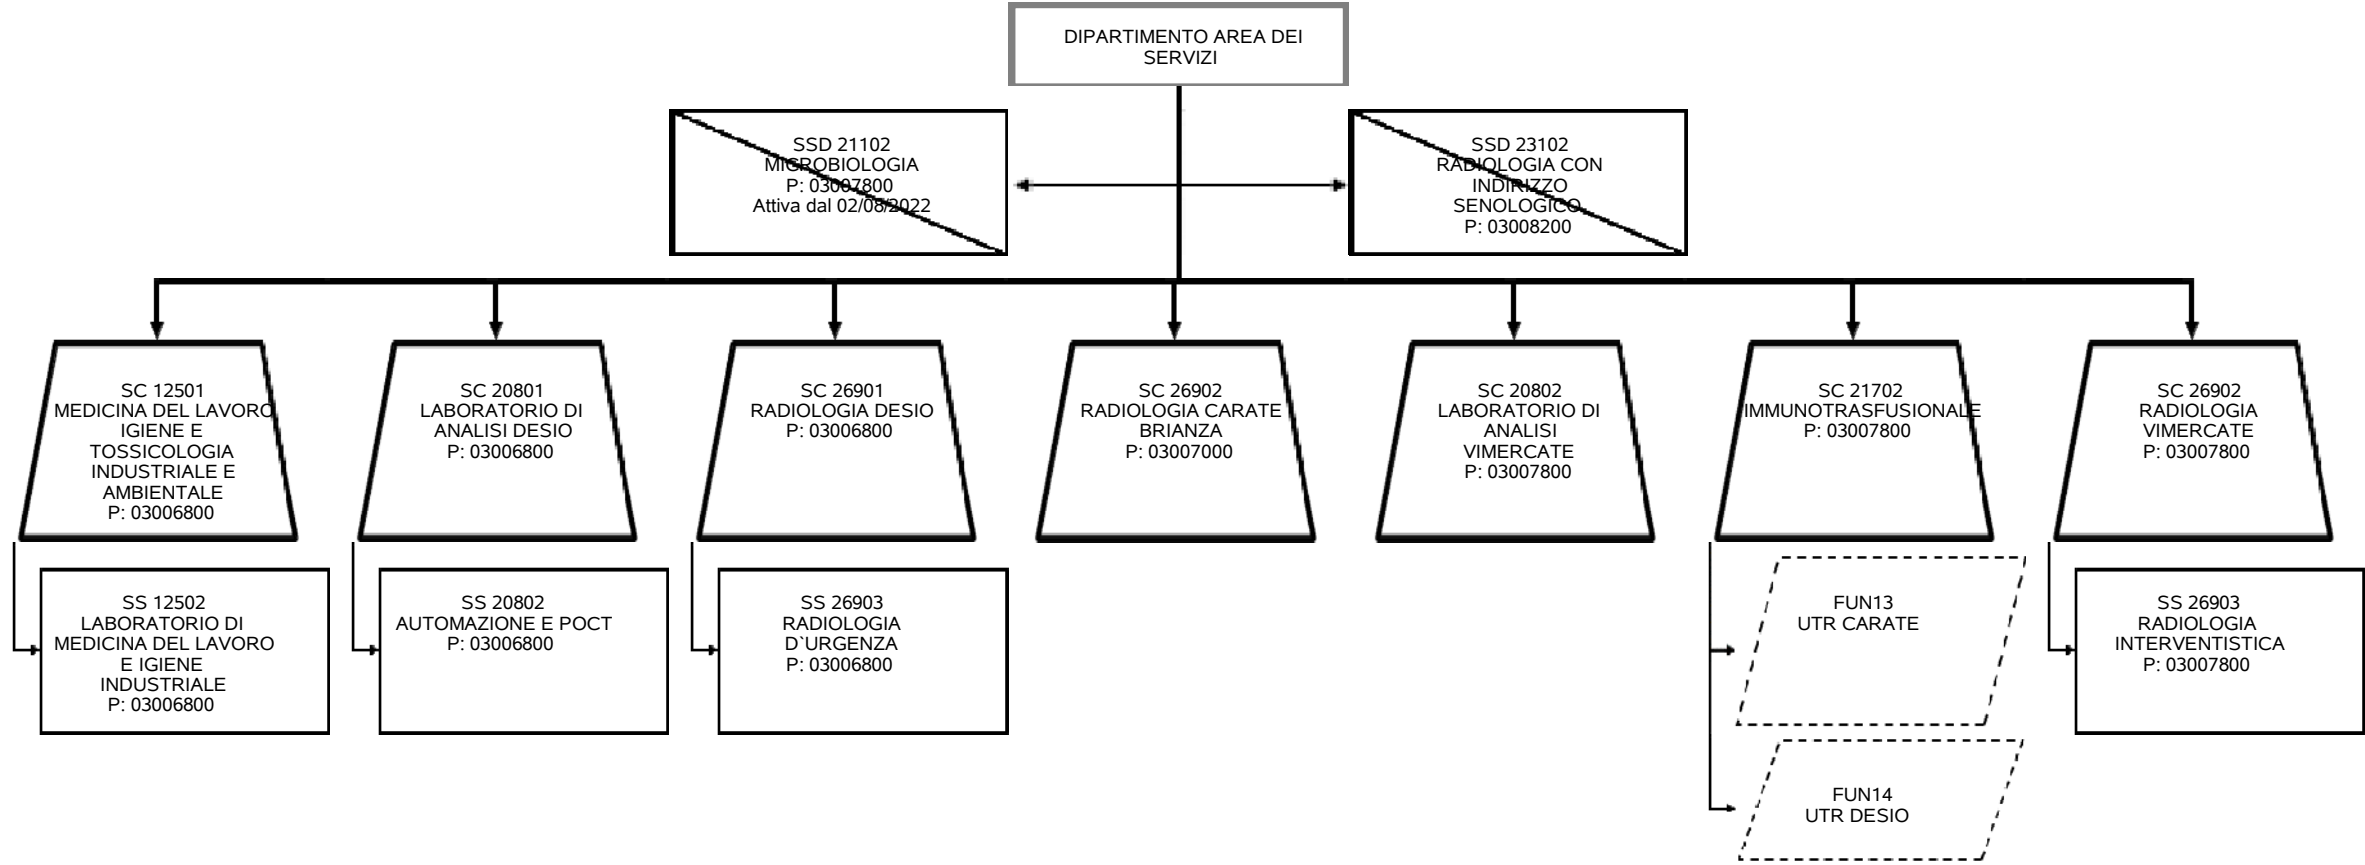 DIPARTIMENTO AREA DEI
SERVIZI
SSD 21102
MICROBIOLOGIA
P: 03007800
Attiva dal 02/08/2022
SSD 23102
RADIOLOGIA CON
INDIRIZZO
SENOLOGICO
P: 03008200
SC 12501
MEDICINA DEL LAVORO
IGIENE E
TOSSICOLOGIA
INDUSTRIALE E
AMBIENTALE
P: 03006800
SC 20801
LABORATORIO DI
ANALISI DESIO
P: 03006800
SC 26901
RADIOLOGIA DESIO
P: 03006800
SC 26902
RADIOLOGIA CARATE
BRIANZA
P: 03007000
SC 20802
LABORATORIO DI
ANALISI
VIMERCATE
P: 03007800
SC 21702
IMMUNOTRASFUSIONALE
P: 03007800
SC 26902
RADIOLOGIA
VIMERCATE
P: 03007800
SS 12502
LABORATORIO DI
MEDICINA DEL LAVORO
E IGIENE
INDUSTRIALE
P: 03006800
SS 20802
AUTOMAZIONE E POCT
P: 03006800
SS 26903
RADIOLOGIA
D`URGENZA
P: 03006800
FUN13
UTR CARATE
SS 26903
RADIOLOGIA
INTERVENTISTICA
P: 03007800
FUN14
UTR DESIO